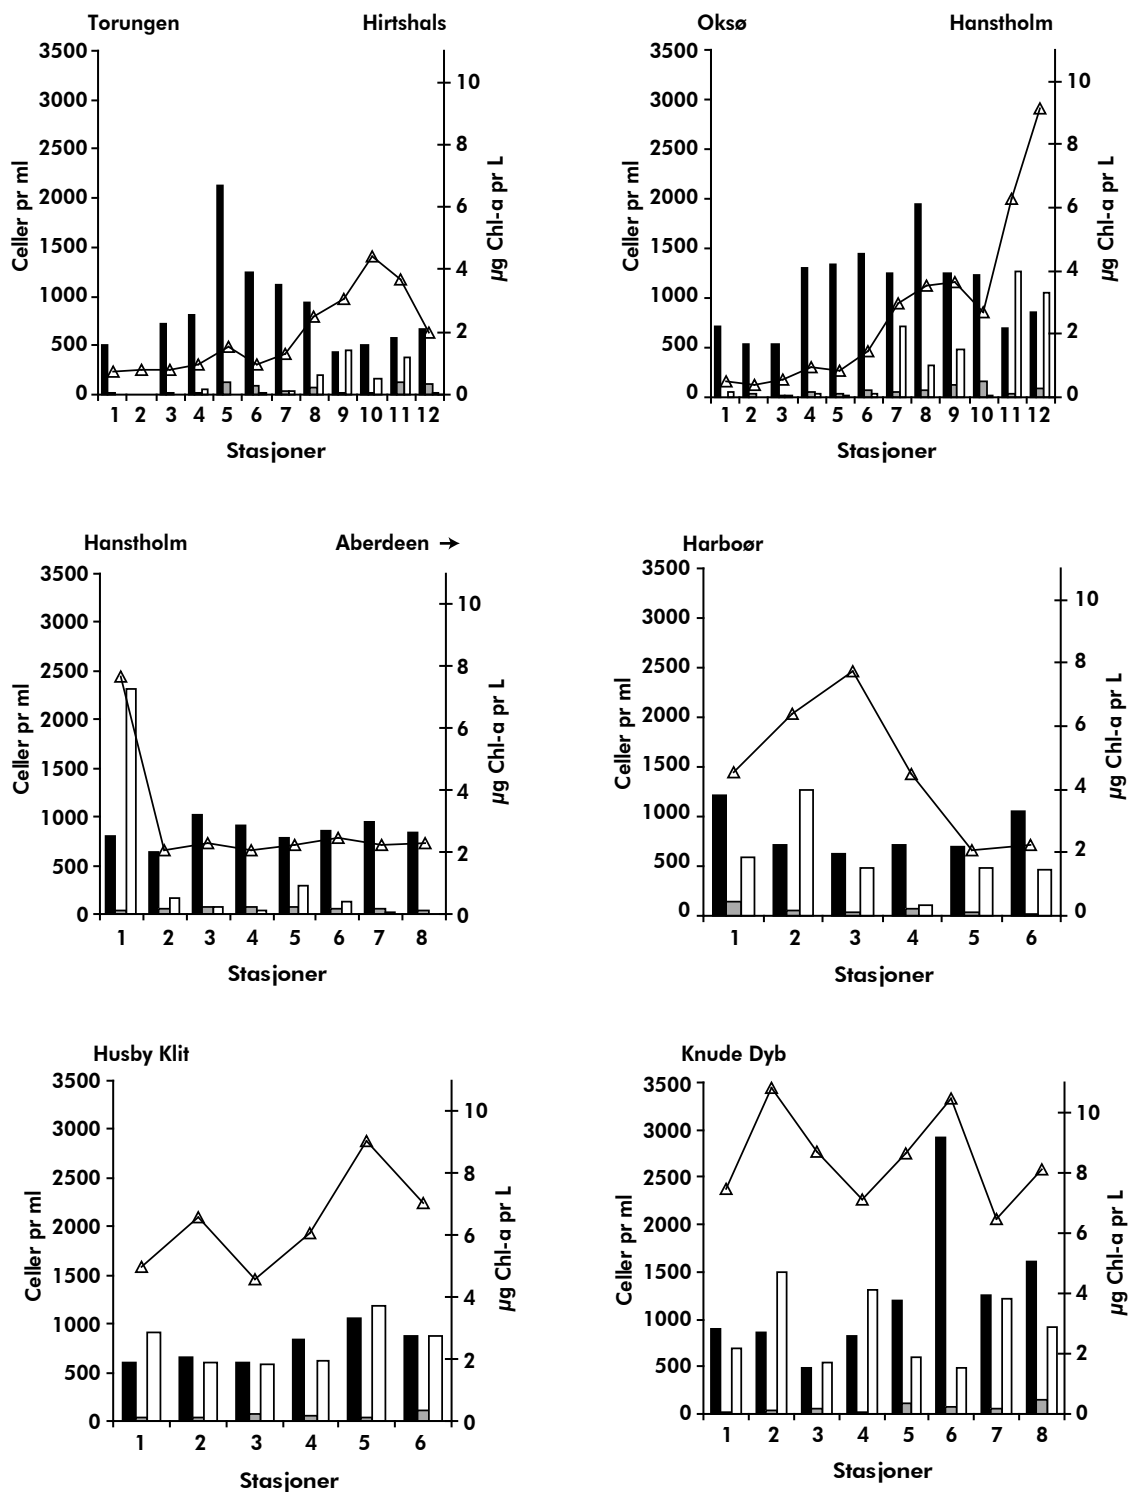 Torungen Hirtshals
3500
3000
2500
2000
1500
1000
500
0
Celler pr ml
10
8
6
4
2
0
µg Chl-a pr L
1 2 3 4 5 6 7 8 9 10 11 12
Stasjoner
Oksø Hanstholm
3500
3000
2500
2000
1500
1000
500
0
Celler pr ml
10
8
6
4
2
0
µg Chl-a pr L
1 2 3 4 5 6 7 8 9 10 11 12
Stasjoner
Hanstholm Aberdeen →
3500
3000
2500
2000
1500
1000
500
0
Celler pr ml
10
8
6
4
2
0
µg Chl-a pr L
1 2 3 4 5 6 7 8
Stasjoner
Harboør
3500
3000
2500
2000
1500
1000
500
0
Celler pr ml
10
8
6
4
2
0
µg Chl-a pr L
1 2 3 4 5 6
Stasjoner
Husby Klit
3500
3000
2500
2000
1500
1000
500
0
Celler pr ml
10
8
6
4
2
0
µg Chl-a pr L
1 2 3 4 5 6
Stasjoner
Knude Dyb
3500
3000
2500
2000
1500
1000
500
0
Celler pr ml
10
8
6
4
2
0
µg Chl-a pr L
1 2 3 4 5 6 7 8
Stasjoner